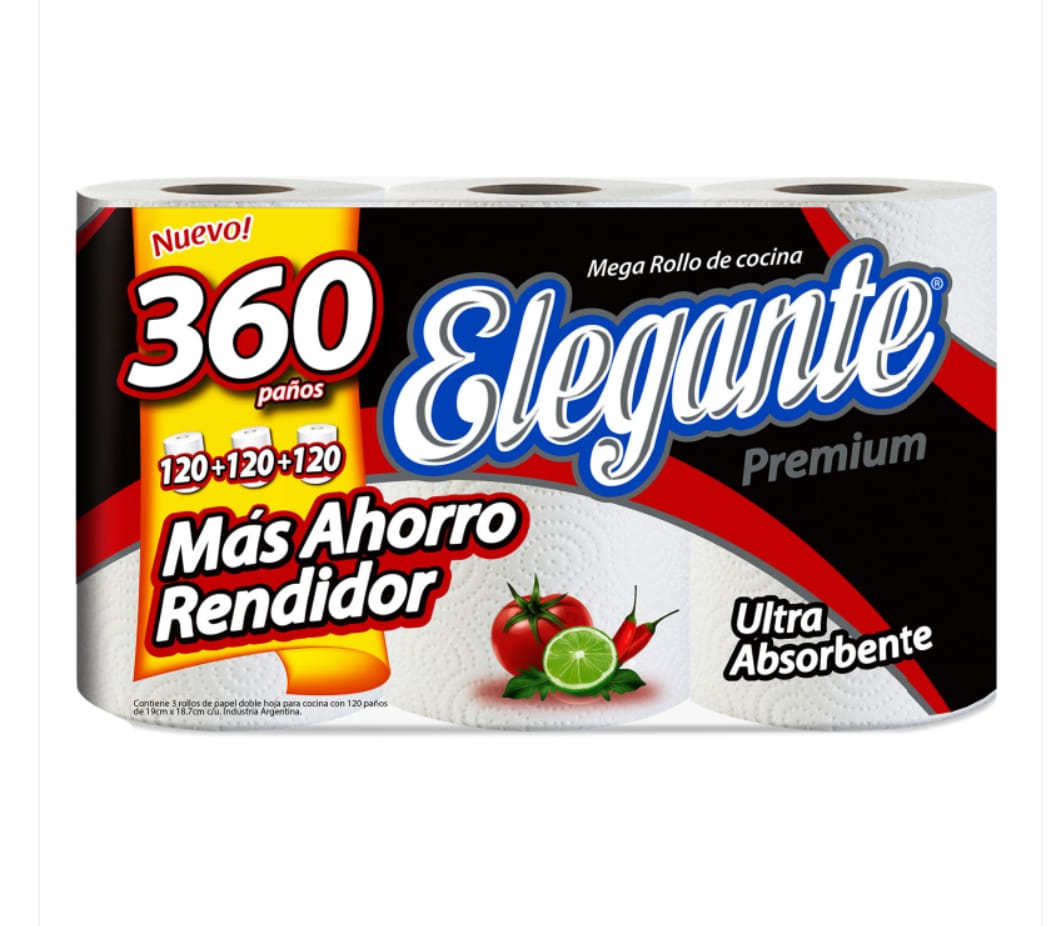 Nuevo!
360
paños
120+120+120
Más Ahorro
Rendidor
Mega Rollo de cocina
Elegante®
Premium
Ultra
Absorbente
Contiene 3 rollos de papel doble hoja para cocina con 120 paños
de 19cm x 18.7cm c/u. Industria Argentina.